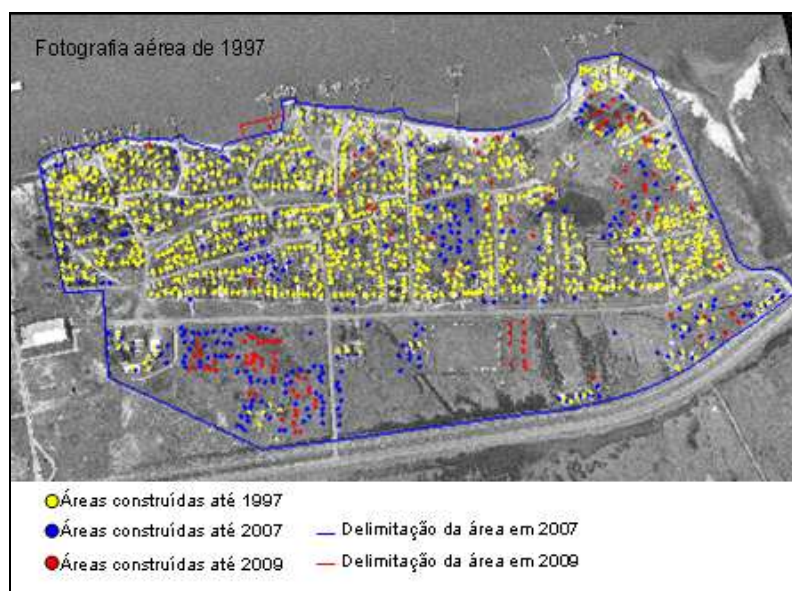 Fotografia aérea de 1997
Áreas construídas até 1997
Áreas construídas até 2007
Delimitação da área em 2007
Áreas construídas até 2009
Delimitação da área em 2009